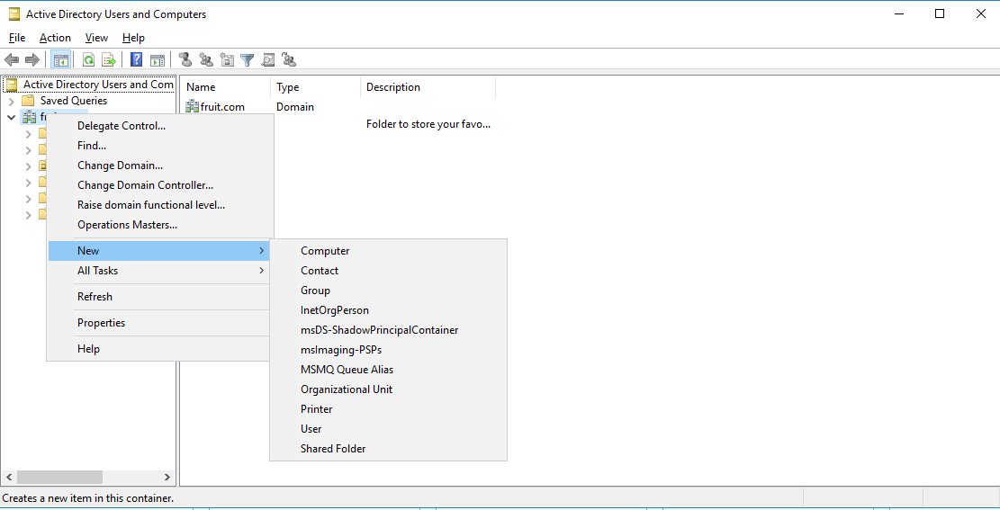 Active Directory Users and Computers
File Action View Help
Active Directory Users and Com
Name Type Description
Saved Queries
fruit.com Domain
Folder to store your favo...
Delegate Control...
Find...
Change Domain...
Change Domain Controller...
Raise domain functional level...
Operations Masters...
New
All Tasks
Refresh
Properties
Help
Computer
Contact
Group
InetOrgPerson
msDS-ShadowPrincipalContainer
msImaging-PSPs
MSMQ Queue Alias
Organizational Unit
Printer
User
Shared Folder
Creates a new item in this container.